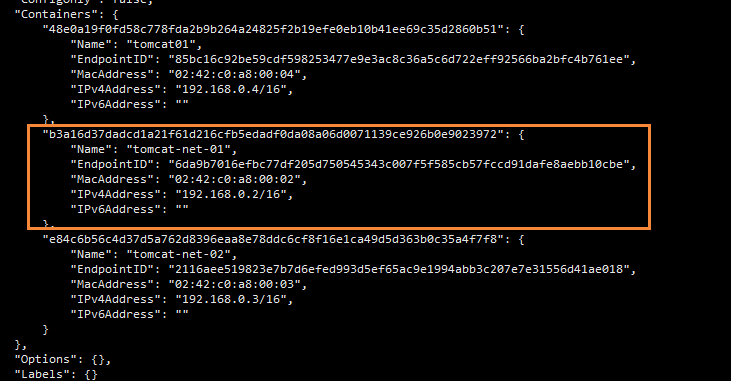 "ConfigOnly": false,
"Containers": {
"48e0a19f0fd58c778fda2b9b264a24825f2b19efe0eb10b41ee69c35d2860b51": {
"Name": "tomcat01",
"EndpointID": "85bc16c92be59cdf598253477e9e3ac8c36a5c6d722eff92566ba2bfc4b761ee",
"MacAddress": "02:42:c0:a8:00:04",
"IPv4Address": "192.168.0.4/16",
"IPv6Address": ""
},
"b3a16d37dadcd1a21f61d216cfb5edadf0da08a06d0071139ce926b0e9023972": {
"Name": "tomcat-net-01",
"EndpointID": "6da9b7016efbc77df205d750545343c007f5f585cb57fccd91dafe8aebb10cbe",
"MacAddress": "02:42:c0:a8:00:02",
"IPv4Address": "192.168.0.2/16",
"IPv6Address": ""
},
"e84c6b56c4d37d5a762d8396eaa8e78ddc6cf8f16e1ca49d5d363b0c35a4f7f8": {
"Name": "tomcat-net-02",
"EndpointID": "2116aee519823e7b7d6efed993d5ef65ac9e1994abb3c207e7e31556d41ae018",
"MacAddress": "02:42:c0:a8:00:03",
"IPv4Address": "192.168.0.3/16",
"IPv6Address": ""
}
},
"Options": {},
"Labels": {}